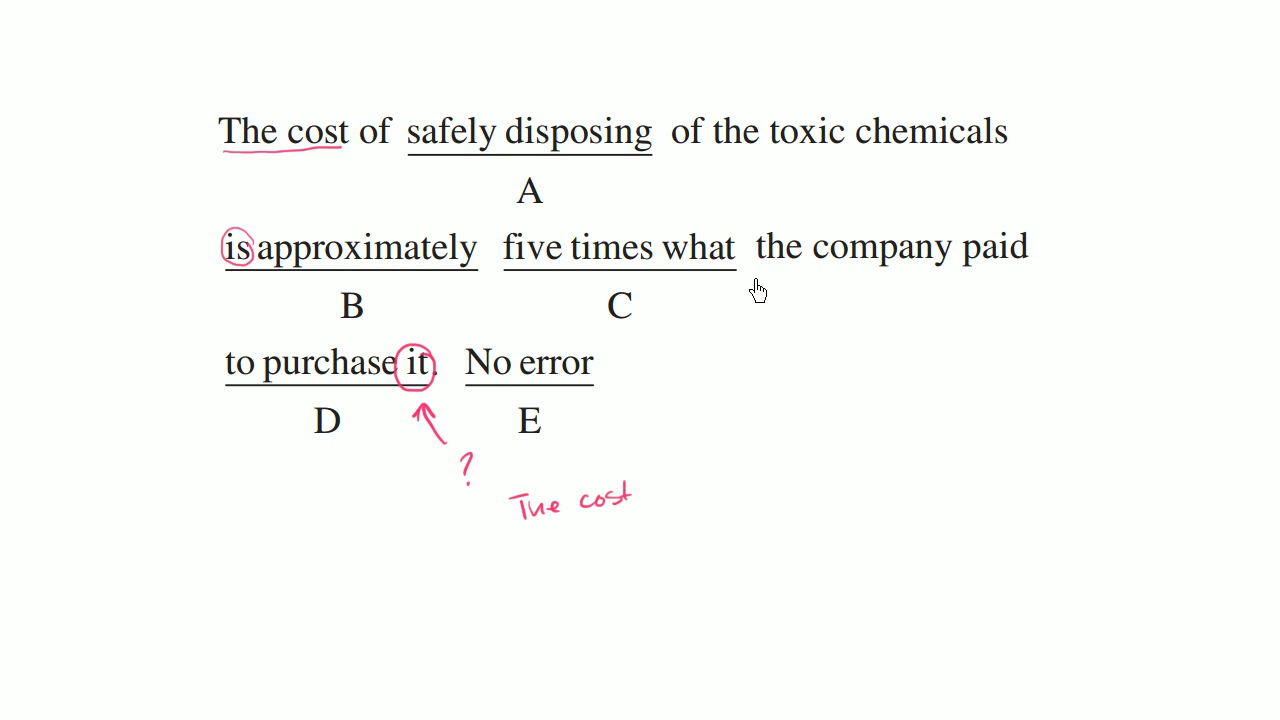 The cost of safely disposing of the toxic chemicals
A
is approximately five times what the company paid
B C
to purchase it. No error
D E
?
The cost